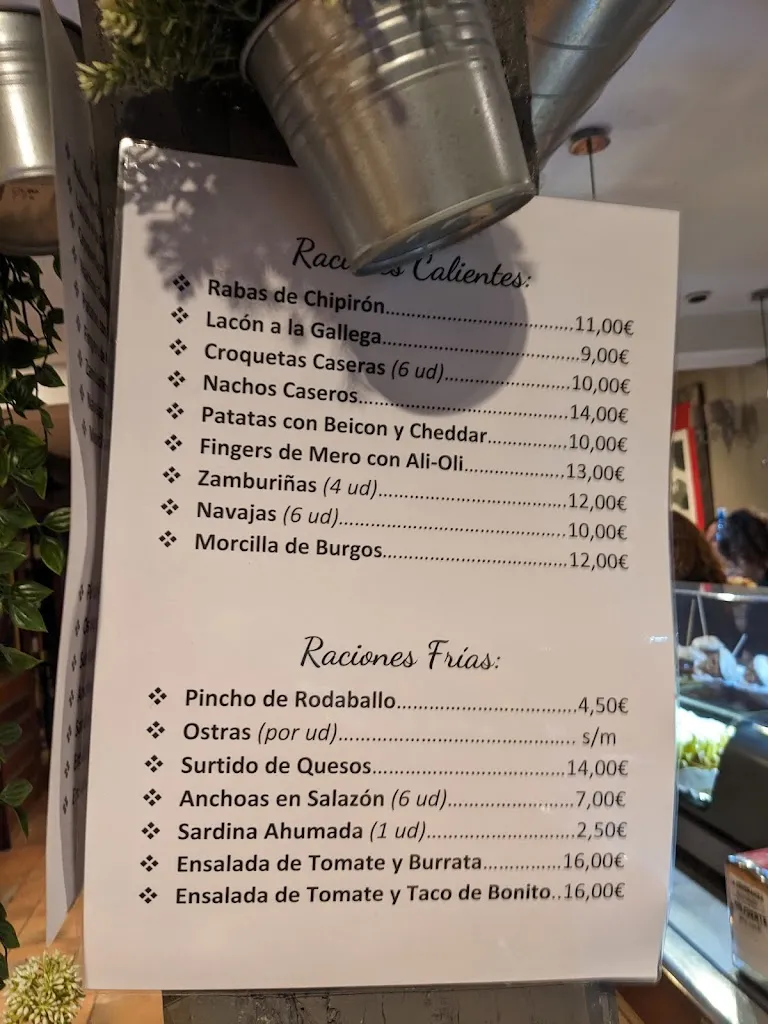 Raciones Calientes:
❖ Rabas de Chipirón..........................................11,00€
❖ Lacón a la Gallega............................................9,00€
❖ Croquetas Caseras (6 ud)............................10,00€
❖ Nachos Caseros...............................................14,00€
❖ Patatas con Beicon y Cheddar..................10,00€
❖ Fingers de Mero con Ali-Oli.......................13,00€
❖ Zamburiñas (4 ud)..........................................12,00€
❖ Navajas (6 ud)..................................................10,00€
❖ Morcilla de Burgos.........................................12,00€
Raciones Frías:
❖ Pincho de Rodaballo.......................................4,50€
❖ Ostras (por ud)..................................................... s/m
❖ Surtido de Quesos...........................................14,00€
❖ Anchoas en Salazón (6 ud)............................7,00€
❖ Sardina Ahumada (1 ud)................................2,50€
❖ Ensalada de Tomate y Burrata.................16,00€
❖ Ensalada de Tomate y Taco de Bonito..16,00€